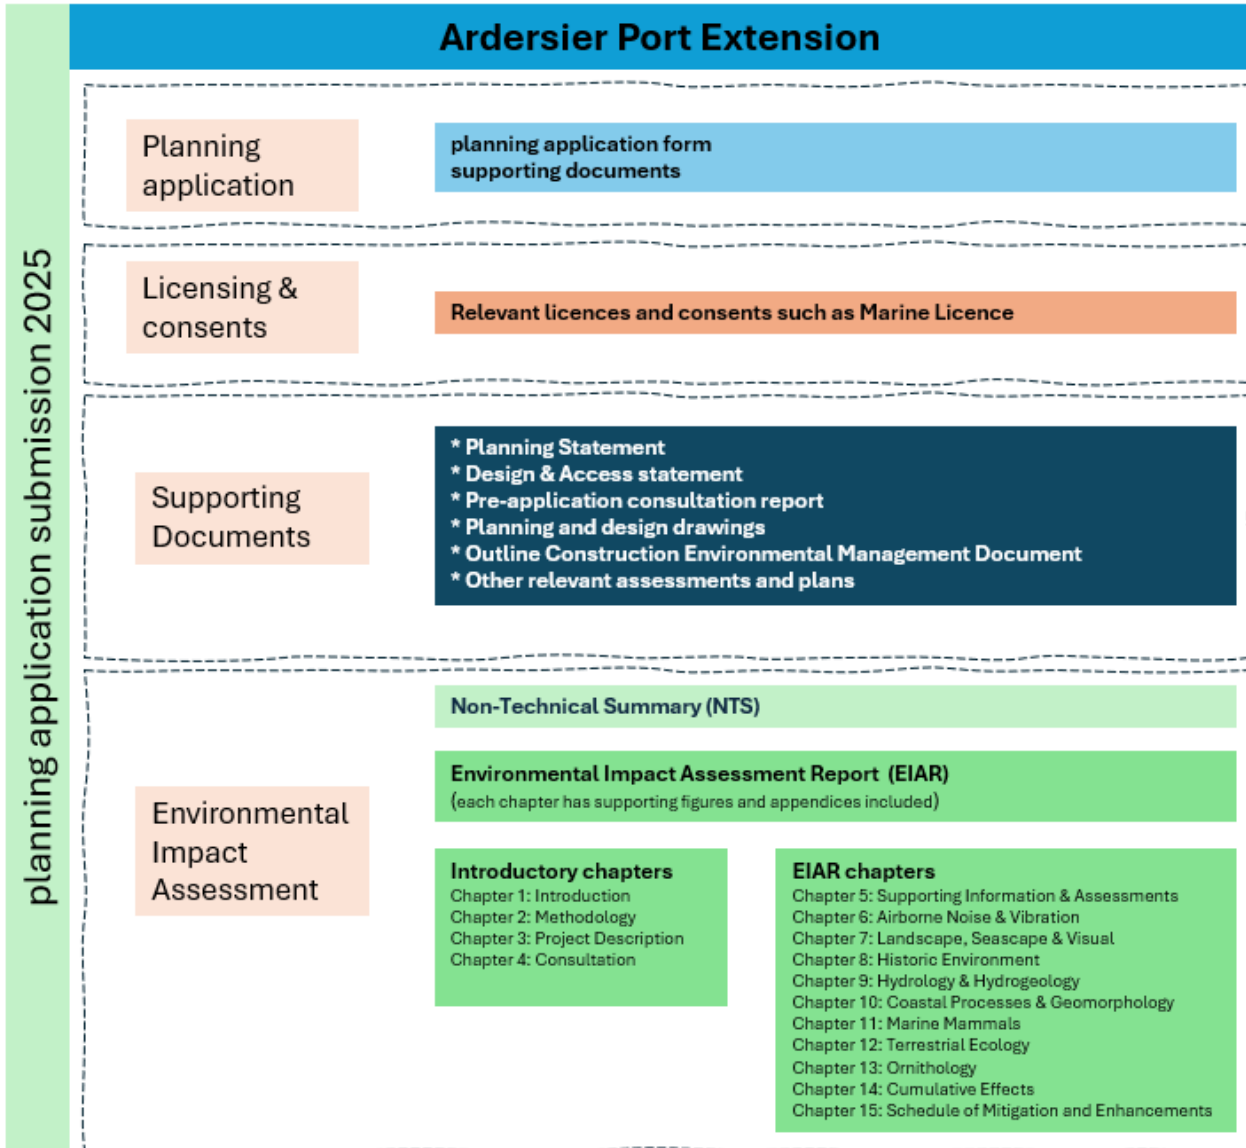 Ardersier Port Extension
planning application submission 2025
Planning
application
planning application form
supporting documents
Licensing &
consents
Relevant licences and consents such as Marine Licence
Supporting
Documents
* Planning Statement
* Design & Access statement
* Pre-application consultation report
* Planning and design drawings
* Outline Construction Environmental Management Document
* Other relevant assessments and plans
Environmental
Impact
Assessment
Non-Technical Summary (NTS)
Environmental Impact Assessment Report (EIAR)
(each chapter has supporting figures and appendices included)
Introductory chapters
Chapter 1: Introduction
Chapter 2: Methodology
Chapter 3: Project Description
Chapter 4: Consultation
EIAR chapters
Chapter 5: Supporting Information & Assessments
Chapter 6: Airborne Noise & Vibration
Chapter 7: Landscape, Seascape & Visual
Chapter 8: Historic Environment
Chapter 9: Hydrology & Hydrogeology
Chapter 10: Coastal Processes & Geomorphology
Chapter 11: Marine Mammals
Chapter 12: Terrestrial Ecology
Chapter 13: Ornithology
Chapter 14: Cumulative Effects
Chapter 15: Schedule of Mitigation and Enhancements